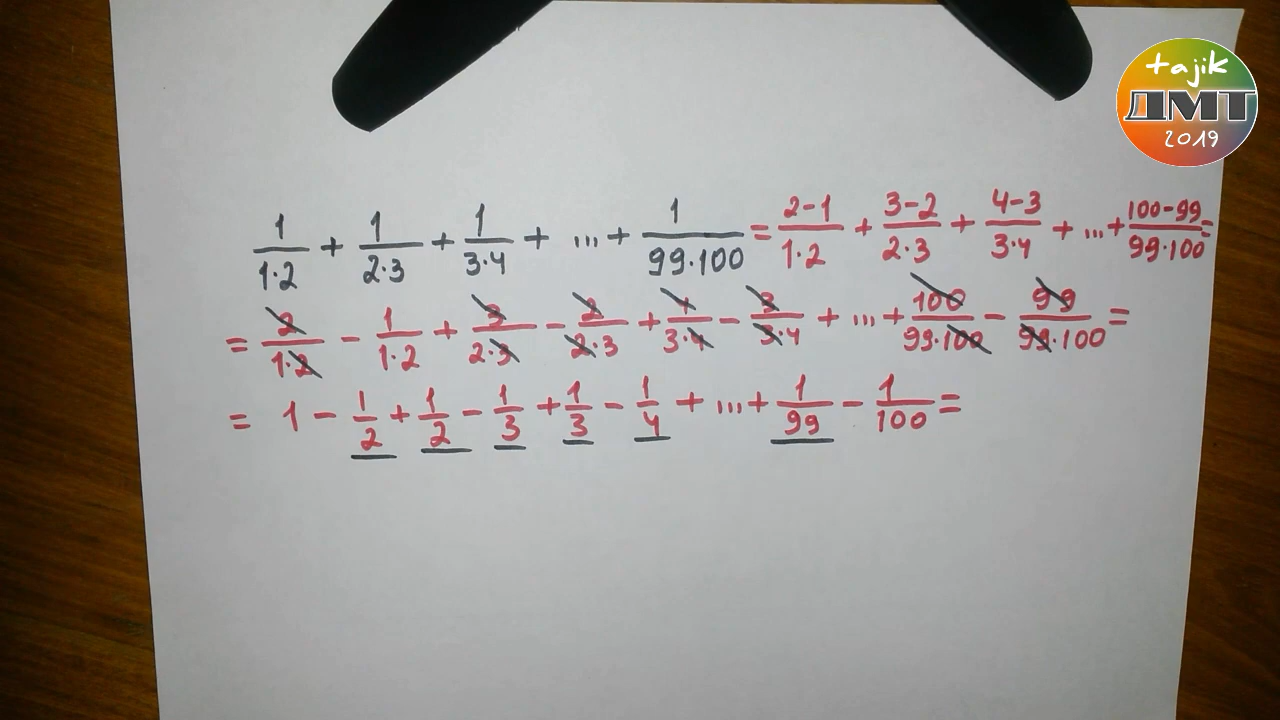 tajik
ДМТ
2019
1/(1·2) + 1/(2·3) + 1/(3·4) + ... + 1/(99·100) = (2-1)/(1·2) + (3-2)/(2·3) + (4-3)/(3·4) + ... + (100-99)/(99·100) =
= 2/(1·2) - 1/(1·2) + 3/(2·3) - 2/(2·3) + 4/(3·4) - 3/(3·4) + ... + 100/(99·100) - 99/(99·100) =
= 1 - 1/2 + 1/2 - 1/3 + 1/3 - 1/4 + ... + 1/99 - 1/100 =